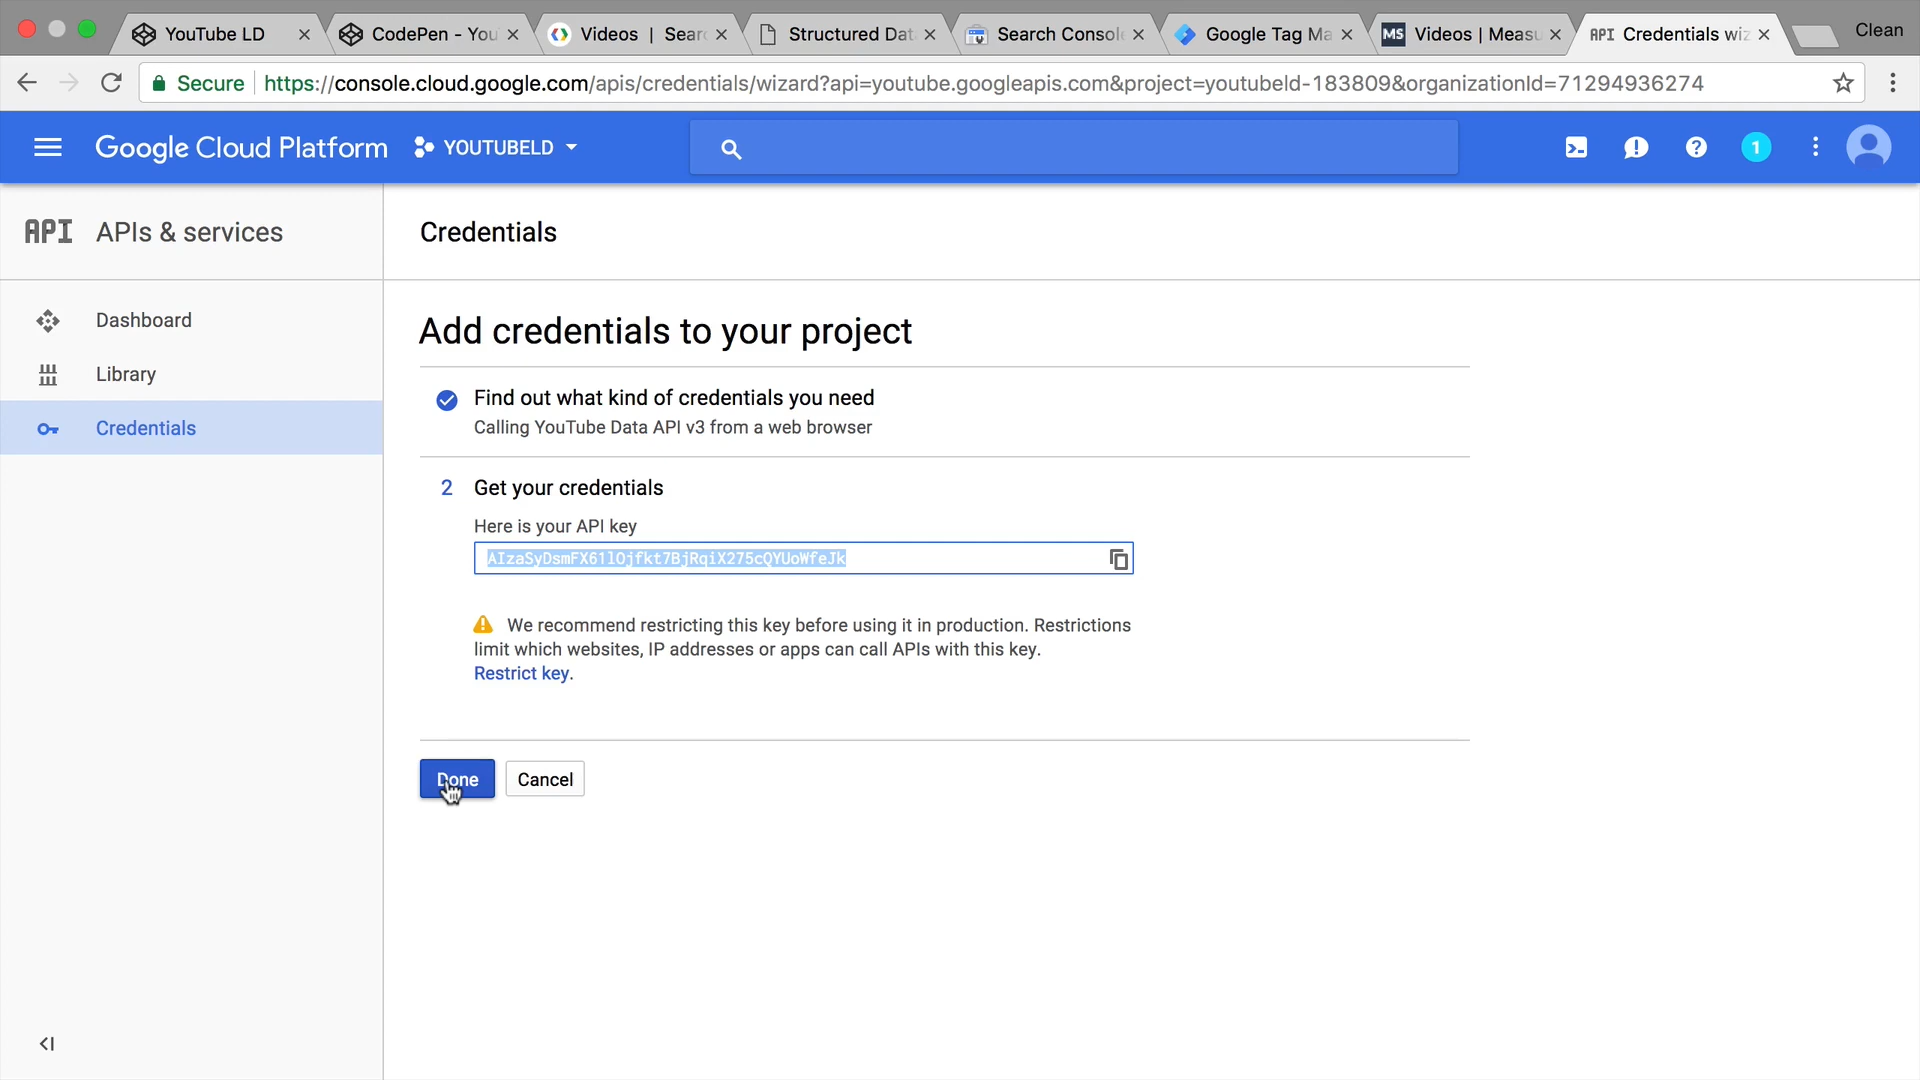 YouTube LD
CodePen - You
Videos | Sear
Structured Dat
Search Consol
Google Tag Ma
MS Videos | Measu
API Credentials wiz
Clean
Secure https://console.cloud.google.com/apis/credentials/wizard?api=youtube.googleapis.com&project=youtubeld-183809&organizationId=71294936274
Google Cloud Platform
YOUTUBELD
1
API APIs & services
Credentials
Dashboard
Library
Credentials
Add credentials to your project
Find out what kind of credentials you need
Calling YouTube Data API v3 from a web browser
2 Get your credentials
Here is your API key
AIzaSyDsmFX61lOjfkt7BjRqiX275cQYUoWfeJk
We recommend restricting this key before using it in production. Restrictions
limit which websites, IP addresses or apps can call APIs with this key.
Restrict key.
Done
Cancel